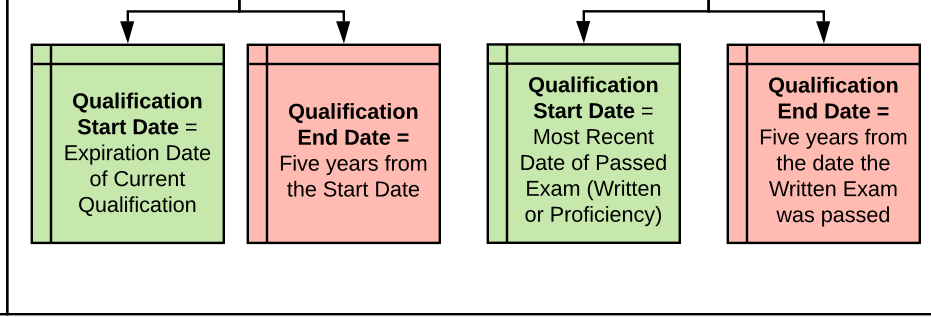 Qualification
Start Date =
Expiration Date
of Current
Qualification
Qualification
End Date =
Five years from
the Start Date
Qualification
Start Date =
Most Recent
Date of Passed
Exam (Written
or Proficiency)
Qualification
End Date =
Five years from
the date the
Written Exam
was passed